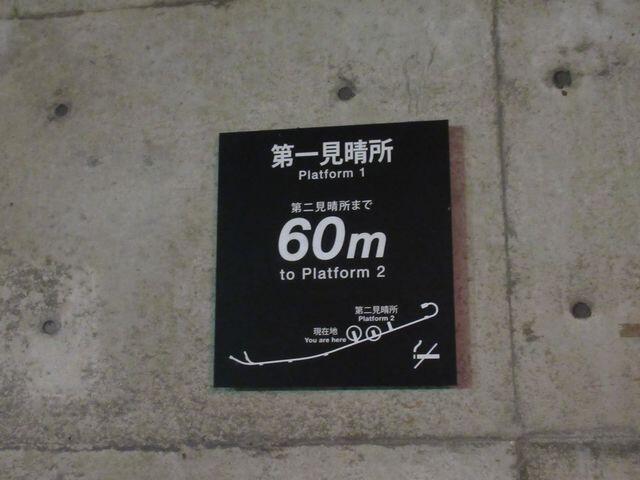 第一見晴所
Platform 1
第二見晴所まで
60m
to Platform 2
第二見晴所
Platform 2
現在地
You are here